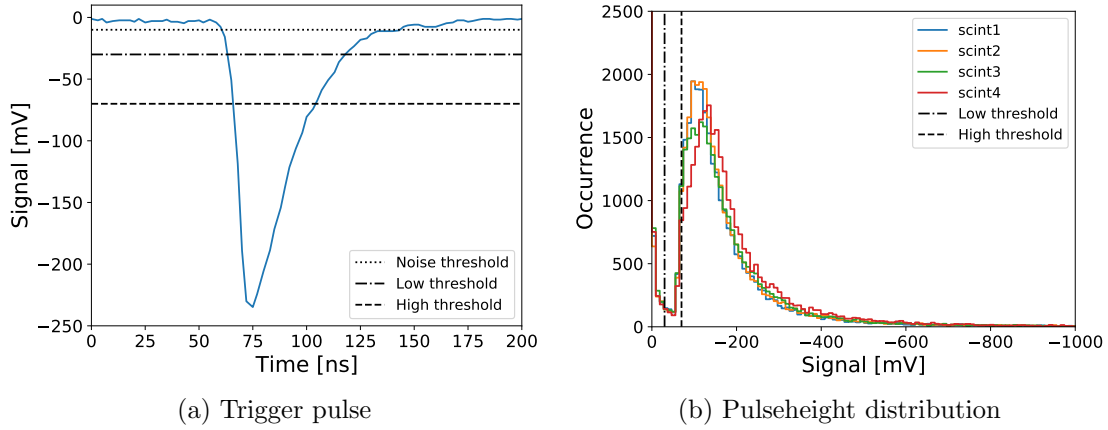 0
−50
−100
−150
−200
−250
Signal [mV]
0
25
50
75
100
125
150
175
200
Time [ns]
Noise threshold
Low threshold
High threshold
(a) Trigger pulse
2500
2000
1500
1000
500
0
Occurrence
0
−200
−400
−600
−800
−1000
Signal [mV]
scint1
scint2
scint3
scint4
Low threshold
High threshold
(b) Pulseheight distribution